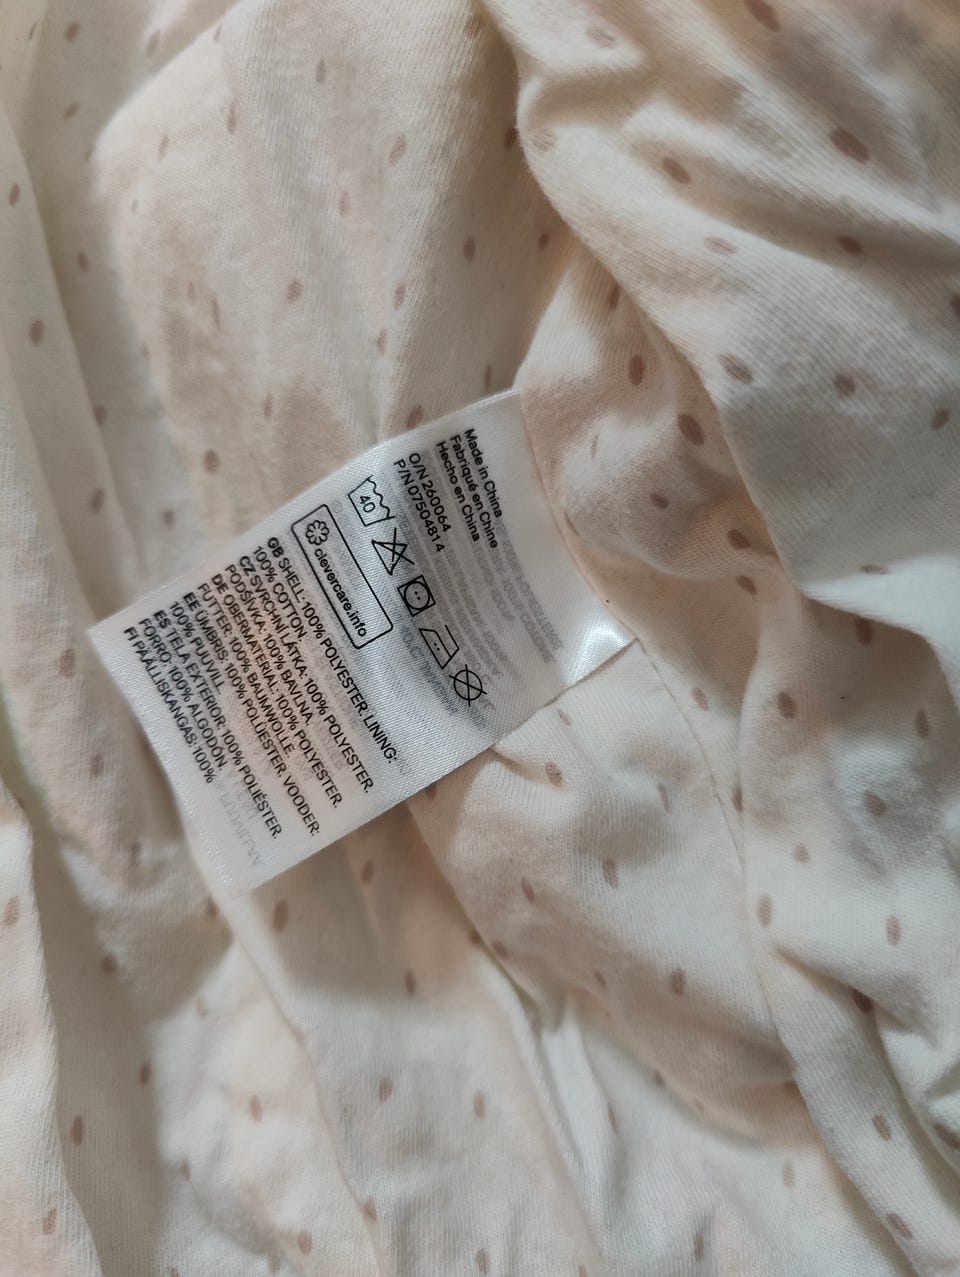 Made in China
Fabriqué en Chine
Hecho en China
O/N 260064
P/N 07504814
40
clevercare.info
GB SHELL: 100% POLYESTER. LINING:
100% COTTON.
CZ SVRCHNÍ LÁTKA: 100% POLYESTER.
PODŠÍVKA: 100% BAVLNA.
DE OBERMATERIAL: 100% POLYESTER.
FUTTER: 100% BAUMWOLLE.
EE ÜMBRIS: 100% POLÜESTER. VOODER:
100% PUUVILL
ES TELA EXTERIOR: 100% POLIÉSTER.
FORRO: 100% ALGODÓN
FI PÄÄLLISKANGAS: 100%